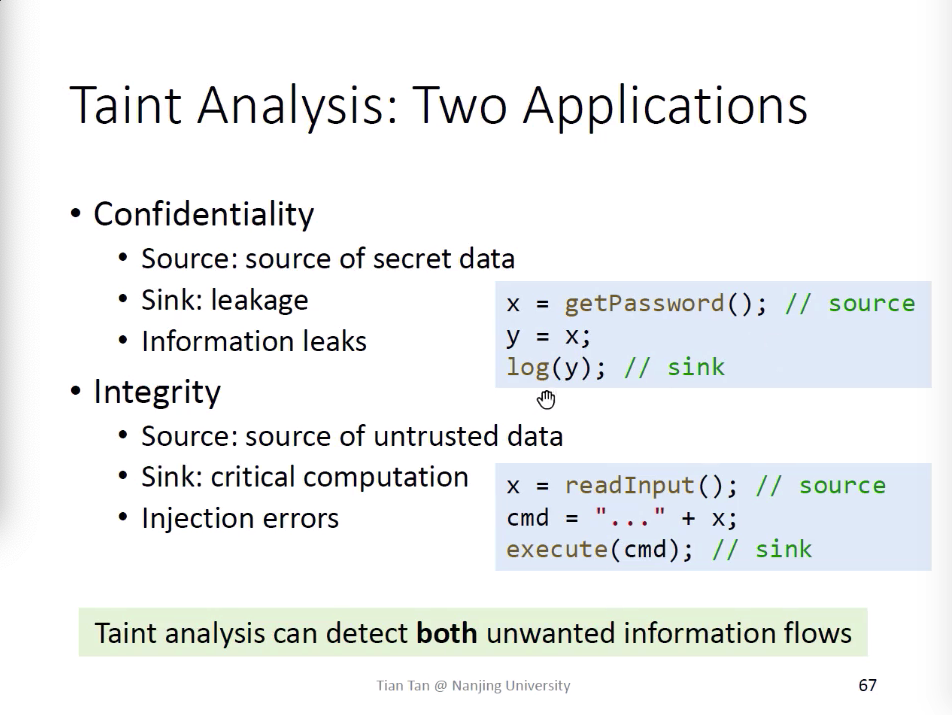 Taint Analysis: Two Applications
• Confidentiality
• Source: source of secret data
• Sink: leakage
• Information leaks
x = getPassword(); // source
y = x;
log(y); // sink
• Integrity
• Source: source of untrusted data
• Sink: critical computation
• Injection errors
x = readInput(); // source
cmd = "..." + x;
execute(cmd); // sink
Taint analysis can detect both unwanted information flows
Tian Tan @ Nanjing University
67